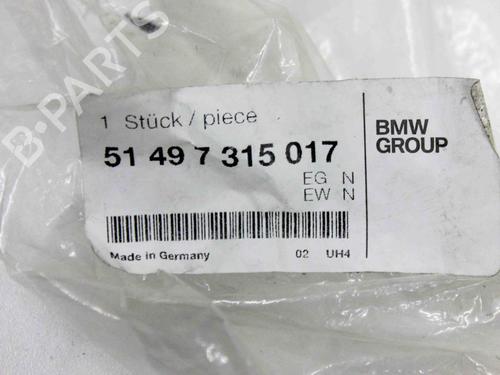 B-PARTS
1 Stück / piece
51 49 7 315 017
EG N
EW N
Made in Germany 02 UH4
BMW
GROUP